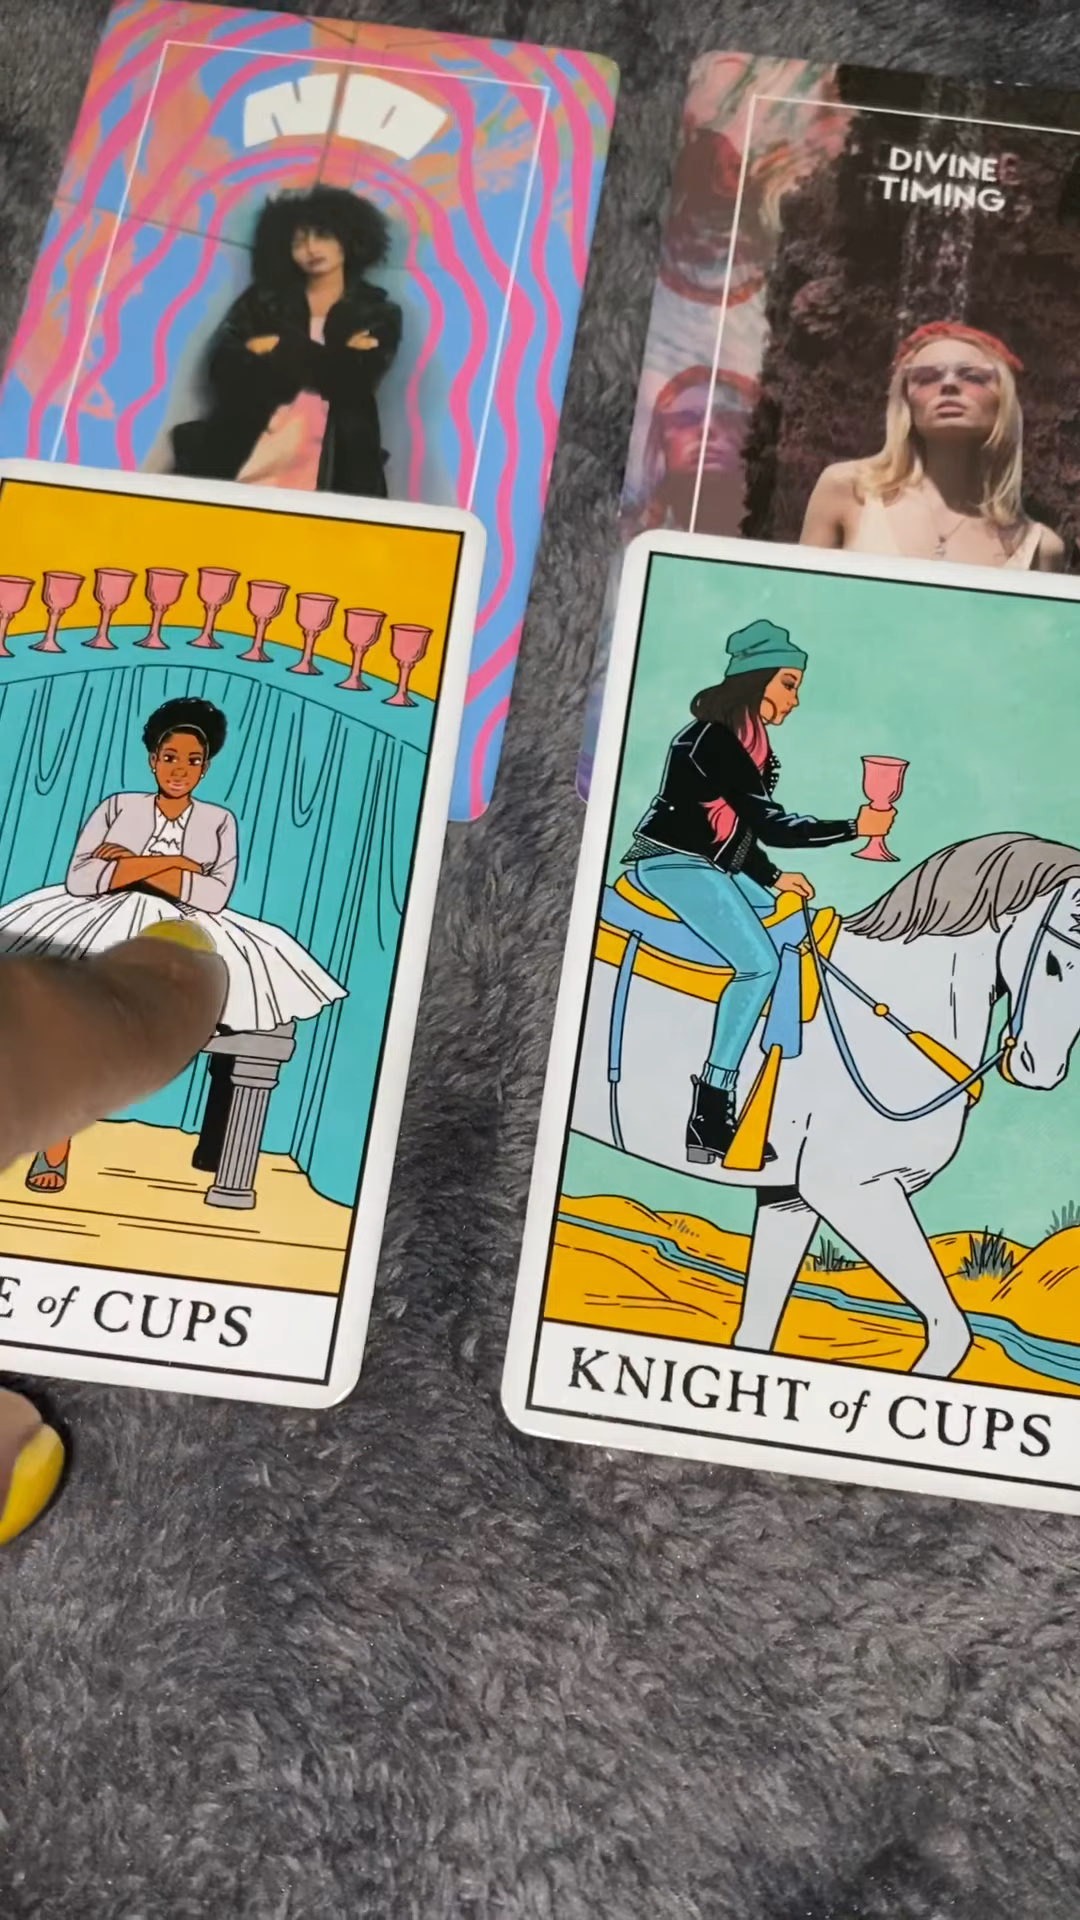 NO
DIVINE
TIMING
E of CUPS
KNIGHT of CUPS